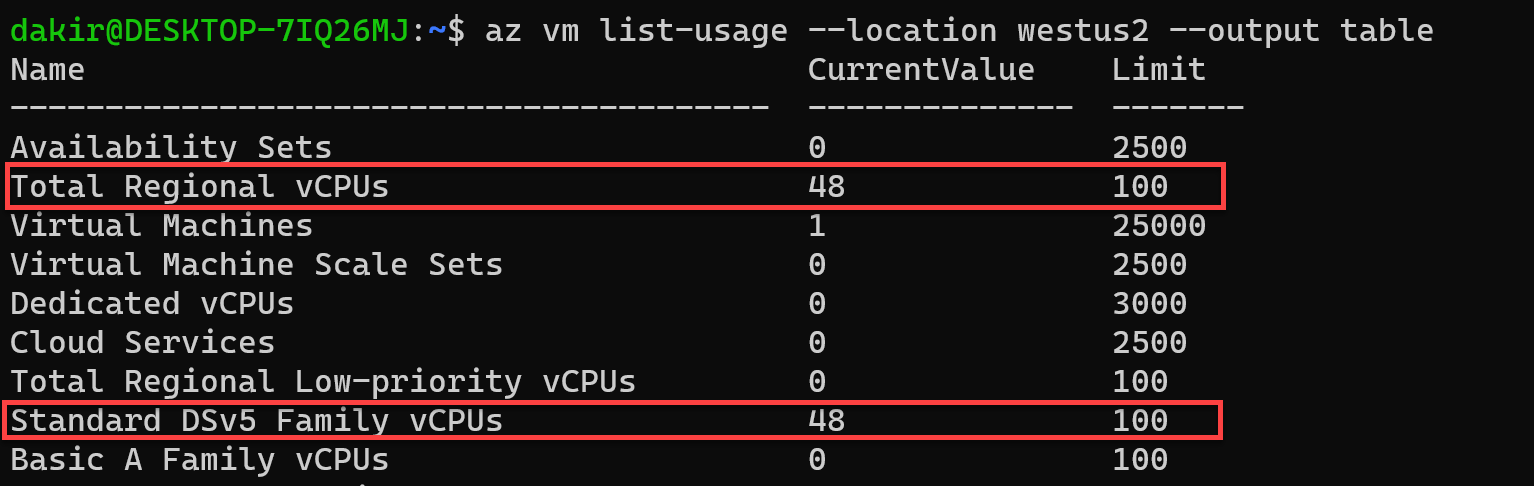 dakir@DESKTOP-7IQ26MJ:~$ az vm list-usage --location westus2 --output table
Name CurrentValue Limit
---------------------------------------- -------------- -------
Availability Sets 0 2500
Total Regional vCPUs 48 100
Virtual Machines 1 25000
Virtual Machine Scale Sets 0 2500
Dedicated vCPUs 0 3000
Cloud Services 0 2500
Total Regional Low-priority vCPUs 0 100
Standard DSv5 Family vCPUs 48 100
Basic A Family vCPUs 0 100